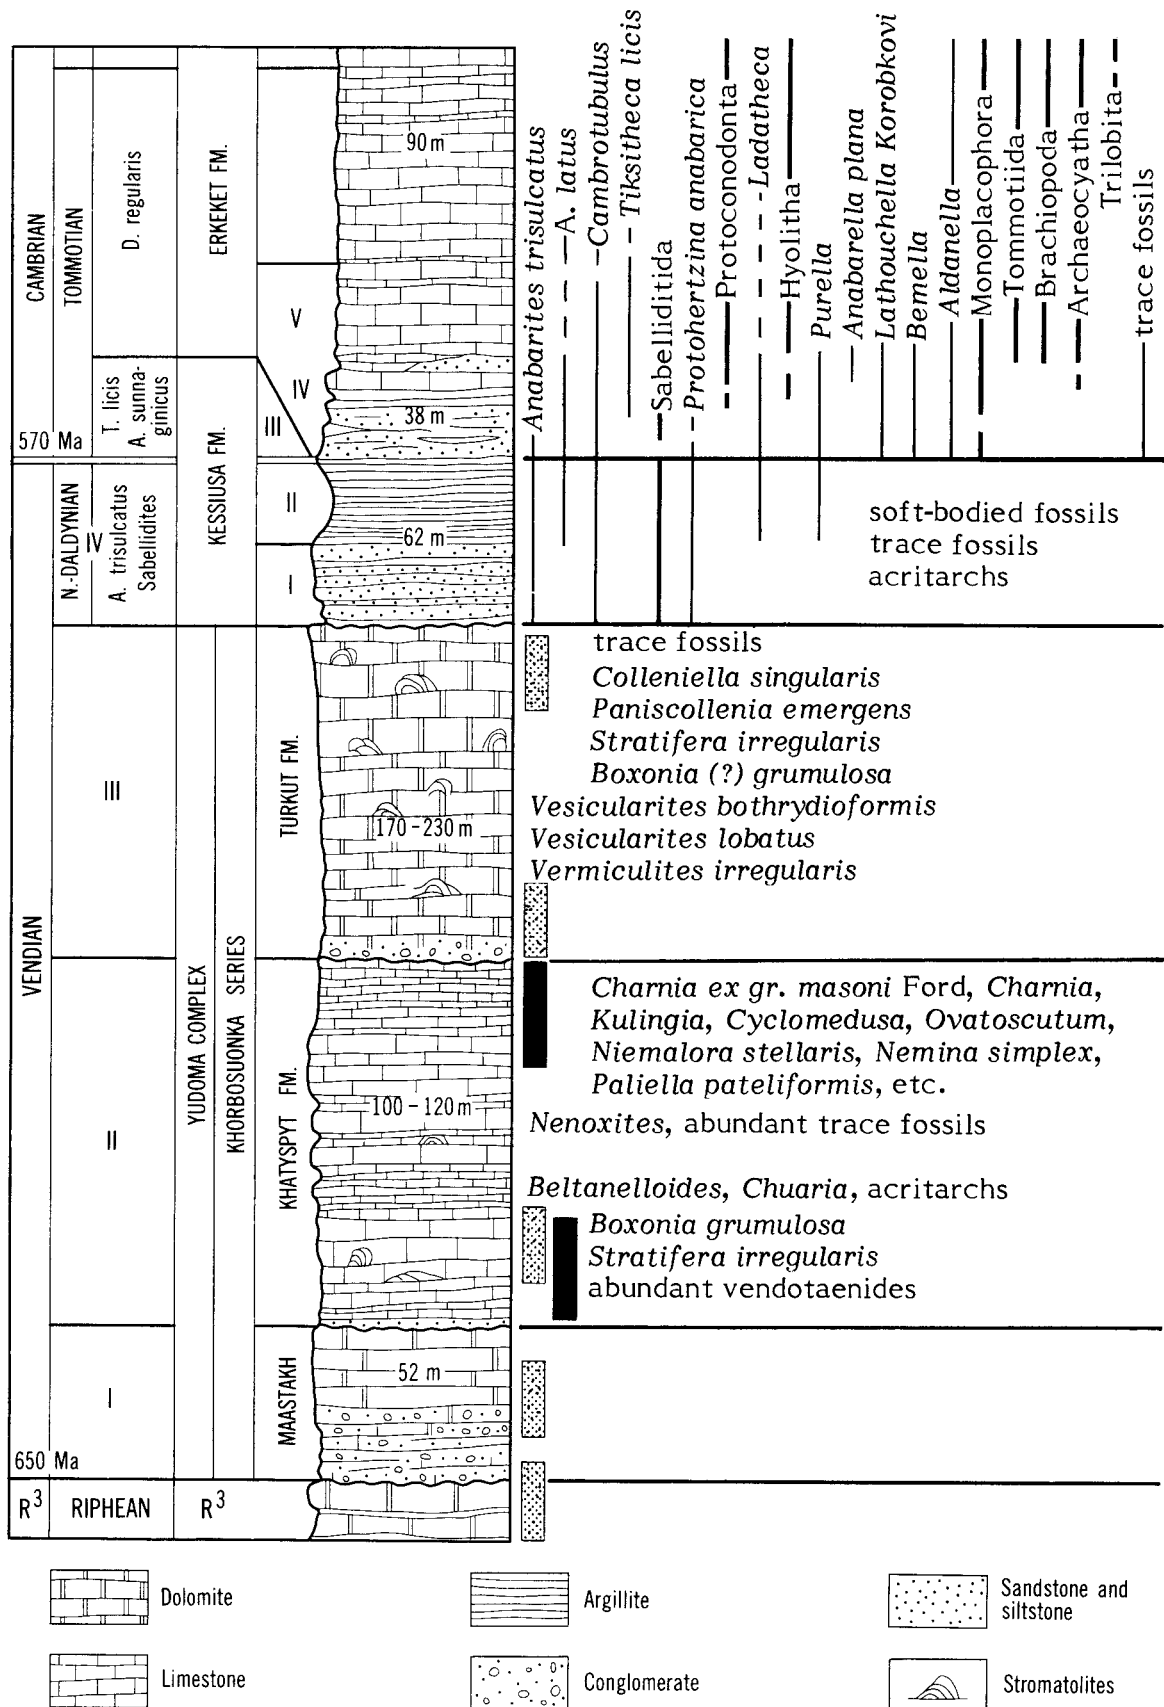 CAMBRIAN
TOMMOTIAN
D. regularis
ERKEKET FM.
90 m
V
T. licis
A. sunna-
ginicus
IV
III
38 m
570 Ma
KESSIUSA FM.
N.-DALDYNIAN
IV
A. trisulcatus
Sabellidites
II
62 m
I
Anabarites trisulcatus
A. latus
Cambrotubulus
Tiksitheca licis
Sabelliditida
Protohertzina anabarica
Protoconodonta
Ladatheca
Hyolitha
Purella
Anabarella plana
Lathouchella Korobkovi
Bemella
Aldanella
Monoplacophora
Tommotiida
Brachiopoda
Archaeocyatha
Trilobita
trace fossils
soft-bodied fossils
trace fossils
acritarchs
VENDIAN
III
YUDOMA COMPLEX
KHORBOSUONKA SERIES
TURKUT FM.
170-230 m
trace fossils
Colleniella singularis
Paniscollenia emergens
Stratifera irregularis
Boxonia (?) grumulosa
Vesicularites bothrydioformis
Vesicularites lobatus
Vermiculites irregularis
II
KHATYSPYT FM.
100-120 m
Charnia ex gr. masoni Ford, Charnia,
Kulingia, Cyclomedusa, Ovatoscutum,
Niemalora stellaris, Nemina simplex,
Paliella pateliformis, etc.
Nenoxites, abundant trace fossils
Beltanelloides, Chuaria, acritarchs
Boxonia grumulosa
Stratifera irregularis
abundant vendotaenides
I
MAASTAKH
52 m
650 Ma
R3
RIPHEAN
R3
Dolomite
Argillite
Sandstone and
siltstone
Limestone
Conglomerate
Stromatolites